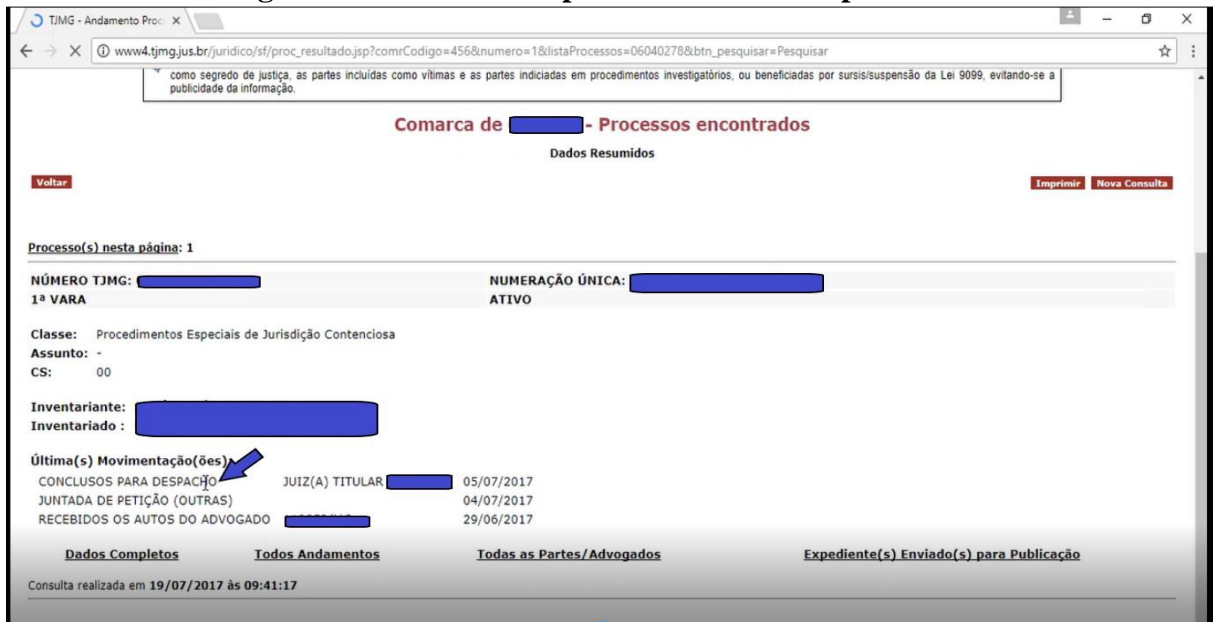 TJMG - Andamento Proc
www4.tjmg.jus.br/juridico/sf/proc_resultado.jsp?comrCodigo=456&numero=1&listaProcessos=06040278&btn_pesquisar=Pesquisar
como segredo de justiça, as partes incluídas como vítimas e as partes indiciadas em procedimentos investigatórios, ou beneficiadas por sursis/suspensão da Lei 9099, evitando-se a
publicidade da informação.
Comarca de - Processos encontrados
Dados Resumidos
Voltar
Imprimir Nova Consulta
Processo(s) nesta página: 1
NÚMERO TJMG: NUMERAÇÃO ÚNICA:
1ª VARA ATIVO
Classe: Procedimentos Especiais de Jurisdição Contenciosa
Assunto: -
CS: 00
Inventariante:
Inventariado :
Última(s) Movimentação(ões):
CONCLUSOS PARA DESPACHO JUIZ(A) TITULAR 05/07/2017
JUNTADA DE PETIÇÃO (OUTRAS) 04/07/2017
RECEBIDOS OS AUTOS DO ADVOGADO 29/06/2017
Dados Completos Todos Andamentos Todas as Partes/Advogados Expediente(s) Enviado(s) para Publicação
Consulta realizada em 19/07/2017 às 09:41:17